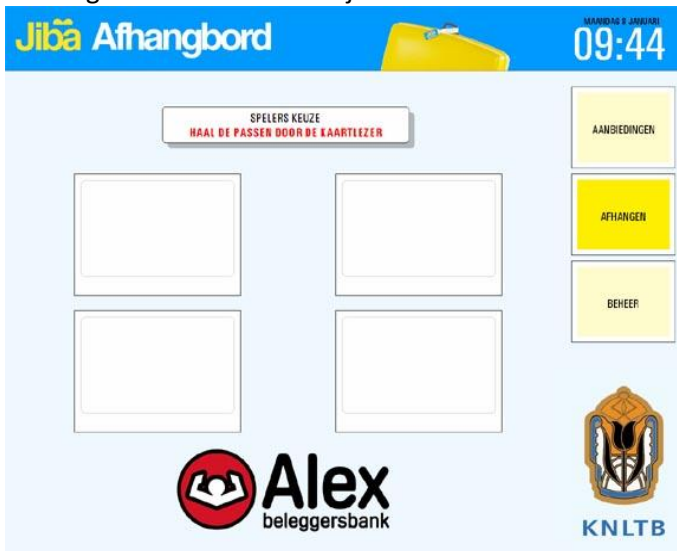 Jibã Afhangbord
MAANDAG 8 JANUARI
09:44
SPELERS KEUZE
HAAL DE PASSEN DOOR DE KAARTLEZER
AANBIEDINGEN
AFHANGEN
BEHEER
Alex
beleggersbank
KNLTB